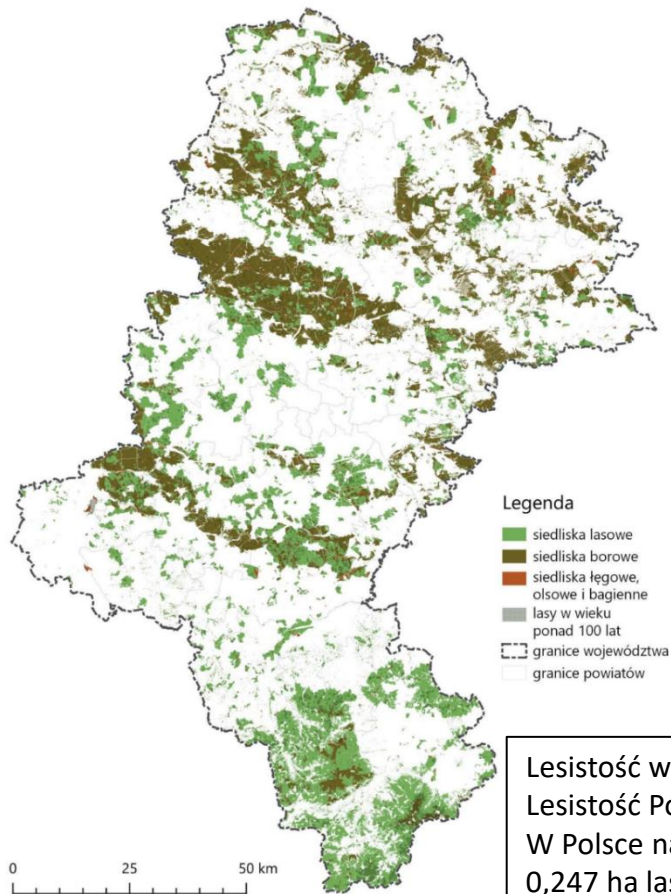 Legenda
siedliska lasowe
siedliska borowe
siedliska łęgowe,
olsowe i bagienne
lasy w wieku
ponad 100 lat
granice województwa
granice powiatów
0 25 50 km
Lesistość w
Lesistość Po
W Polsce na
0,247 ha las